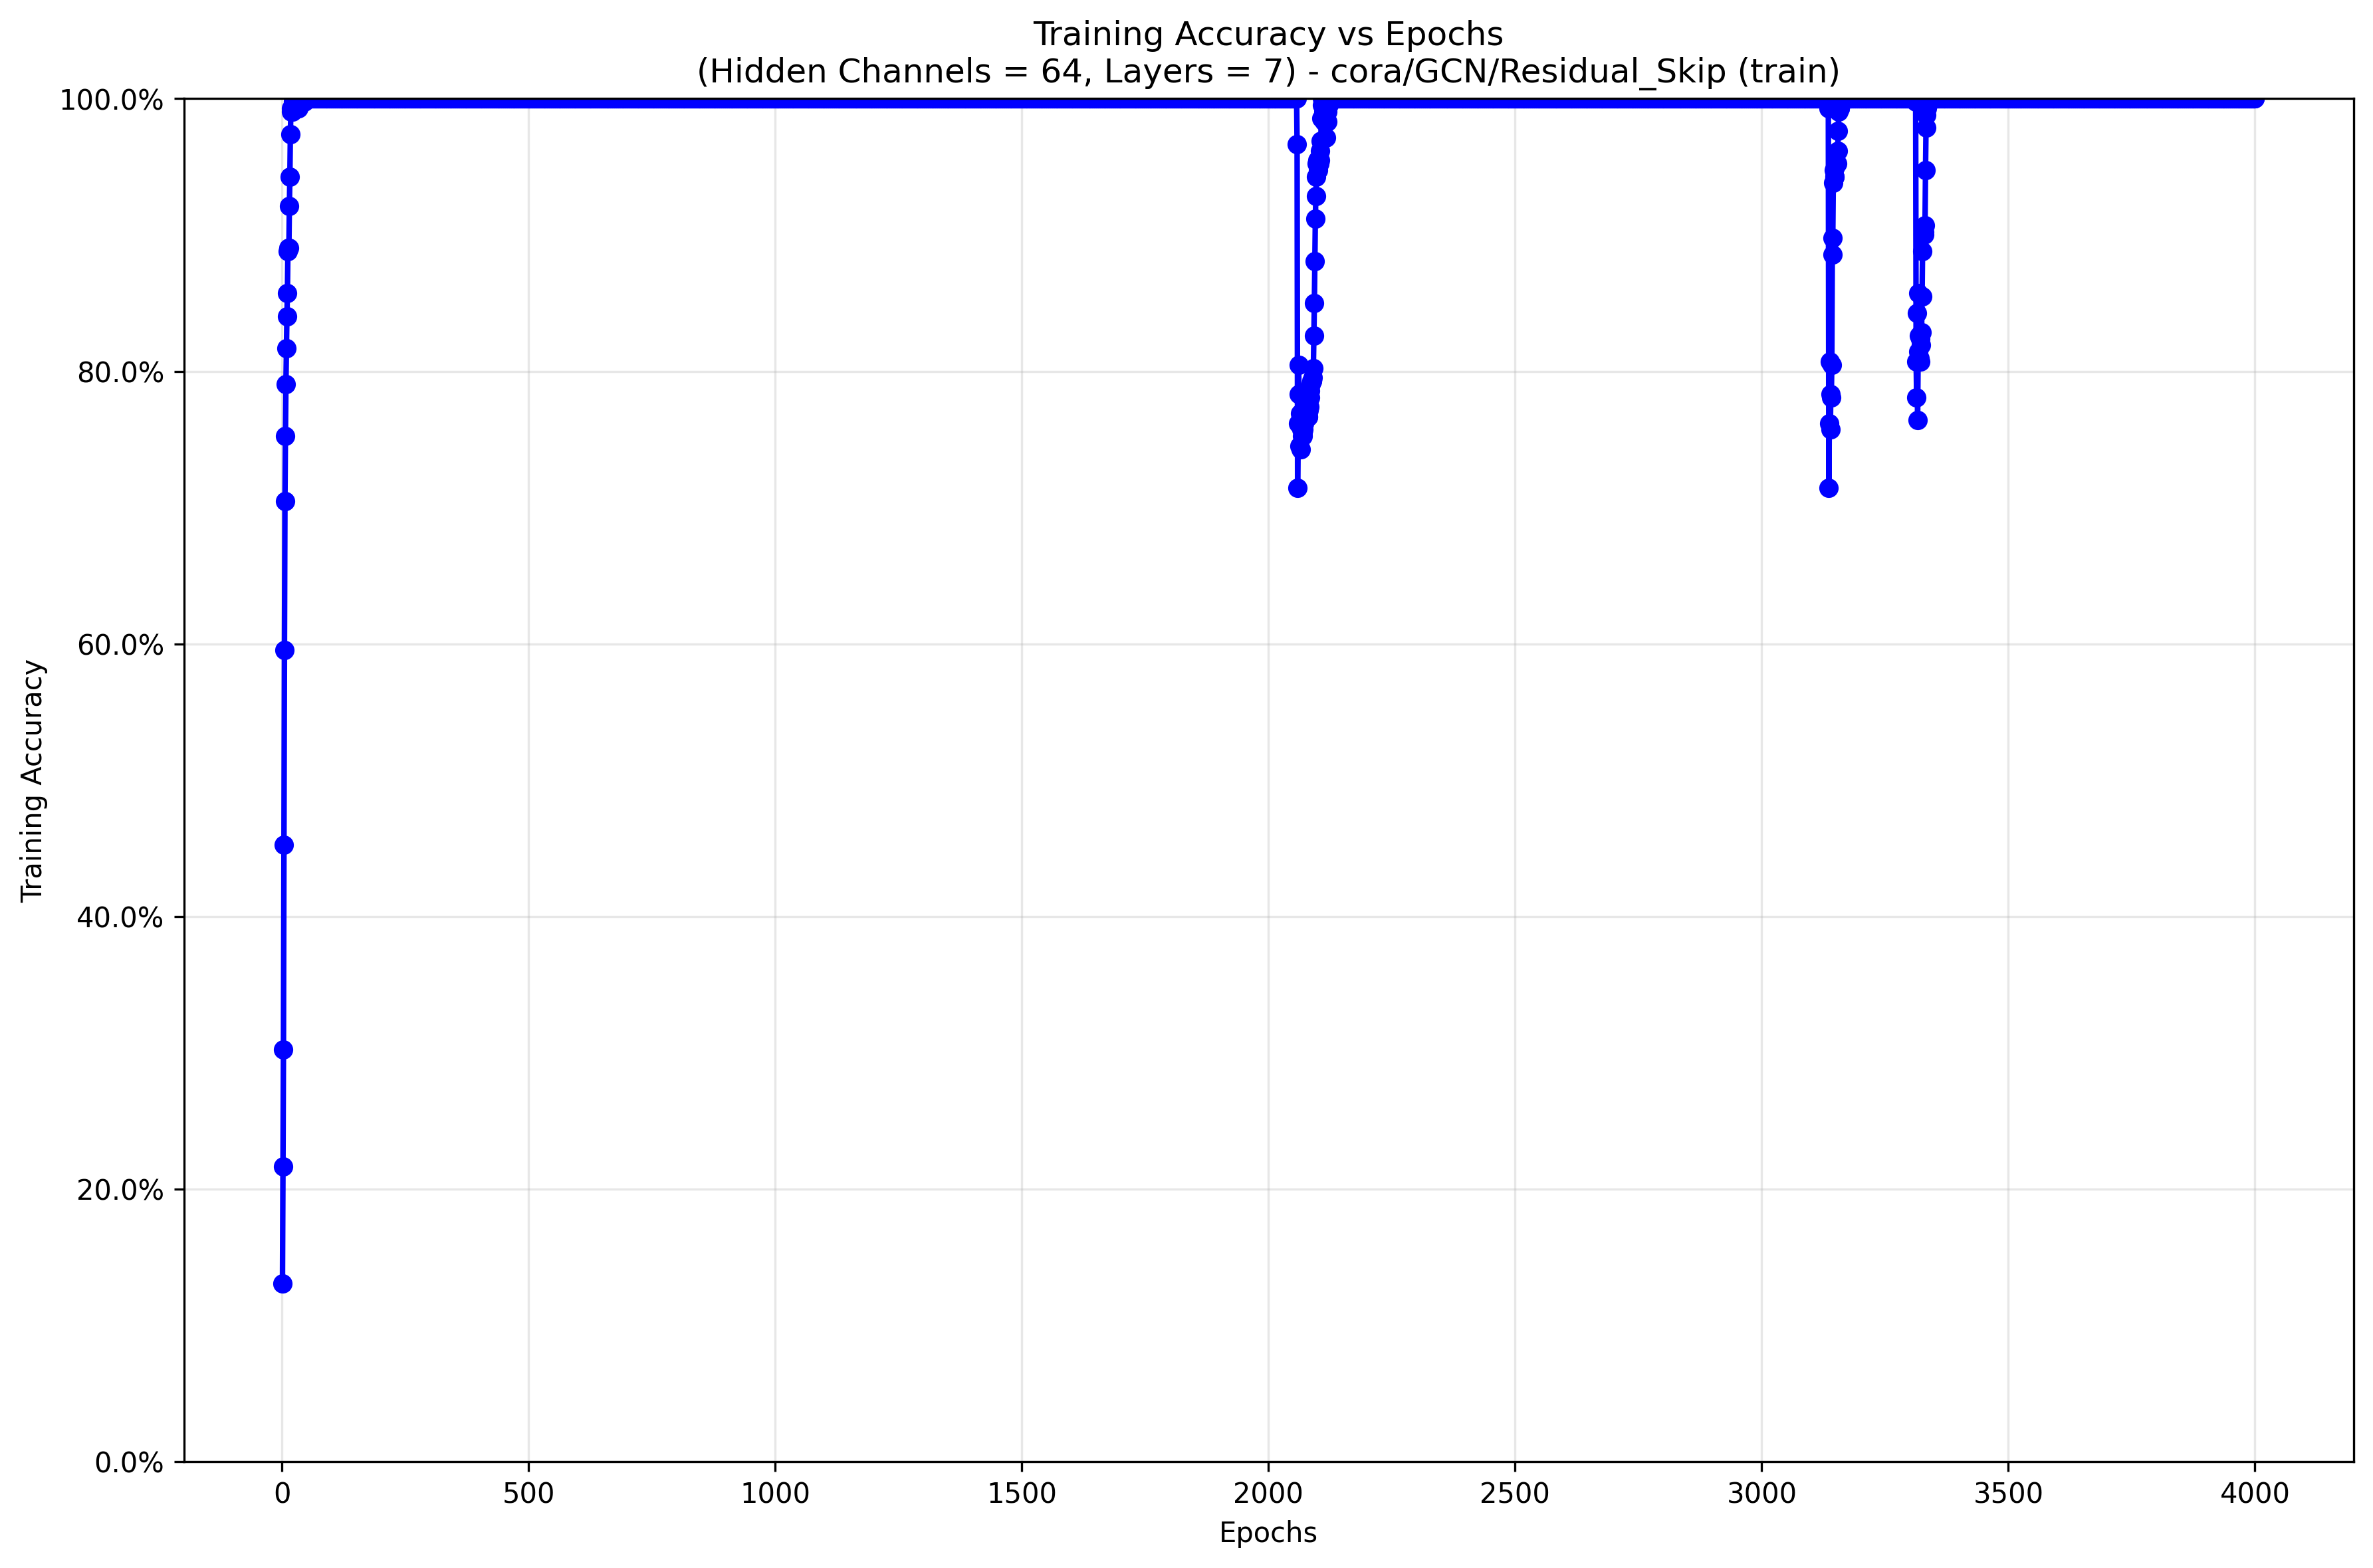 Training Accuracy vs Epochs
(Hidden Channels = 64, Layers = 7) - cora/GCN/Residual_Skip (train)
100.0%
80.0%
60.0%
40.0%
20.0%
0.0%
Training Accuracy
0 500 1000 1500 2000 2500 3000 3500 4000
Epochs